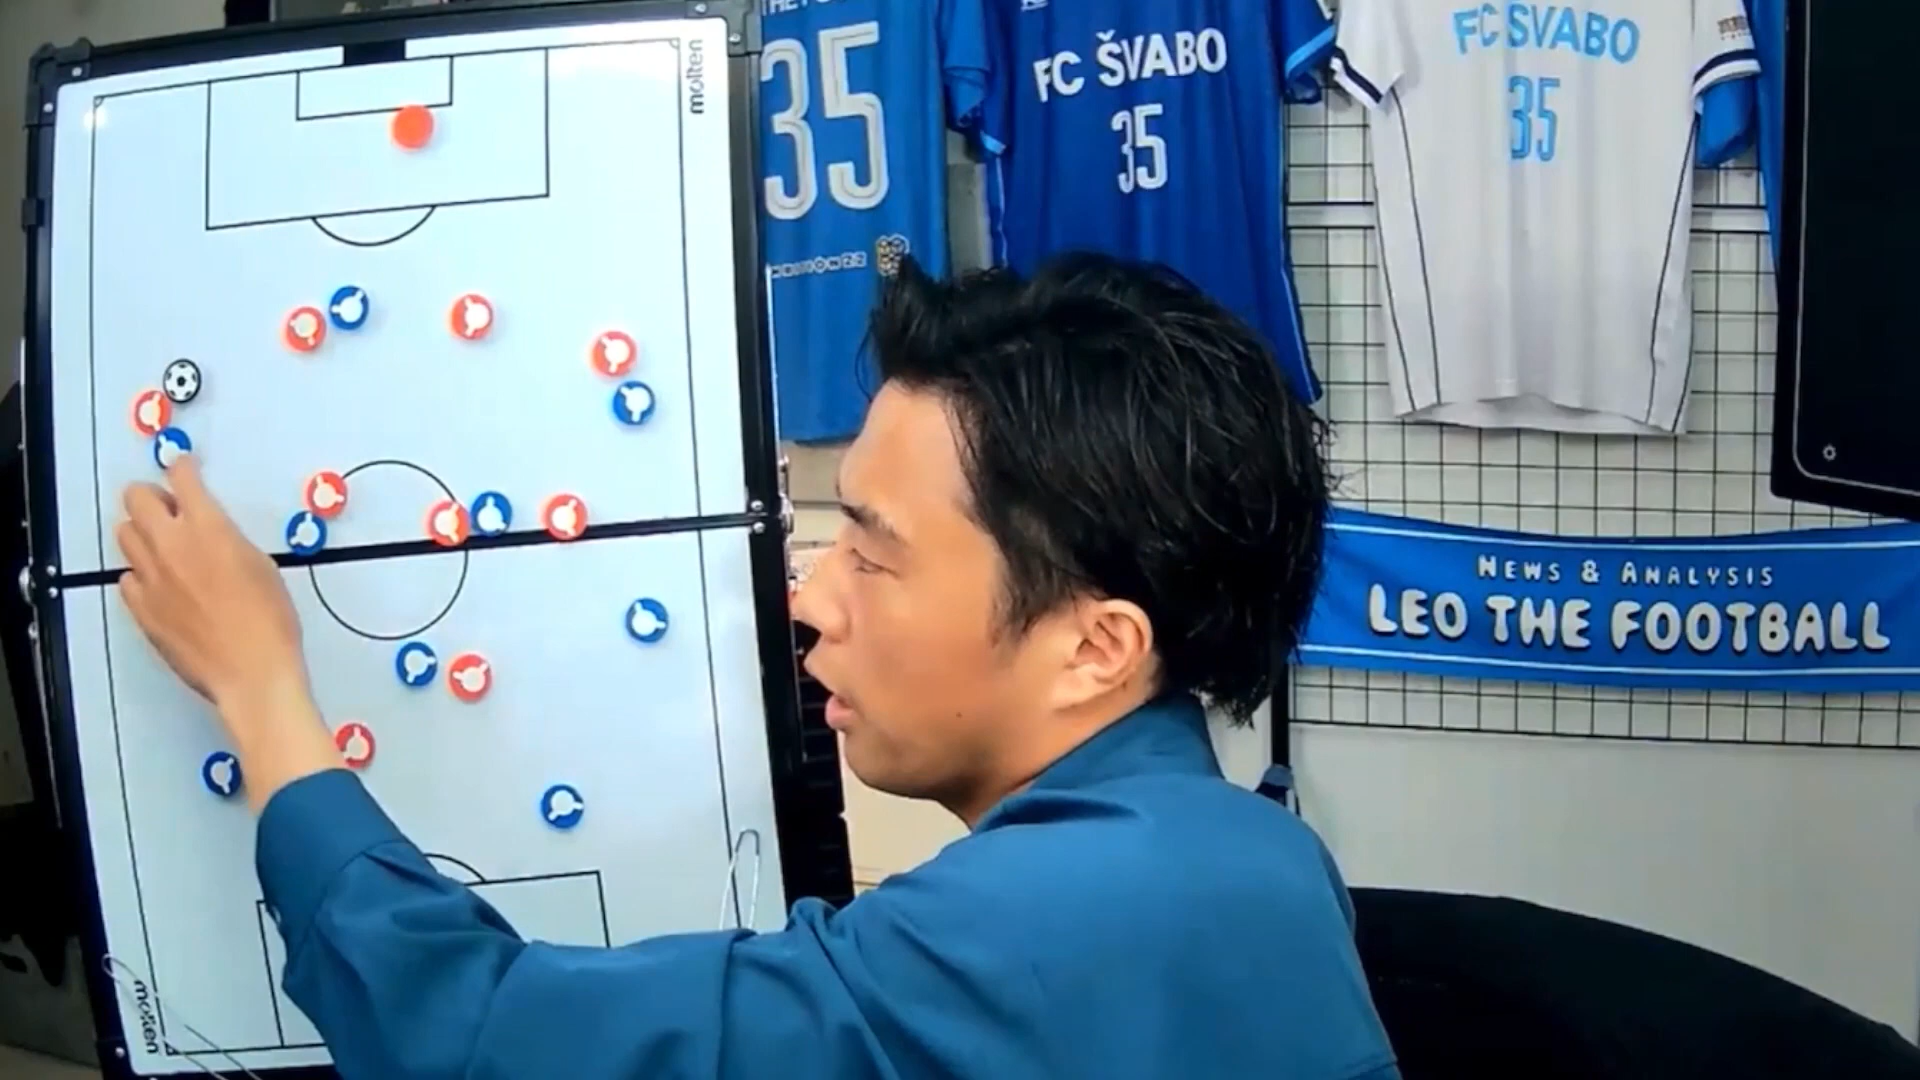 molten
35
FC ŠVABO
35
FC SVABO
35
NEWS & ANALYSIS
LEO THE FOOTBALL
molten